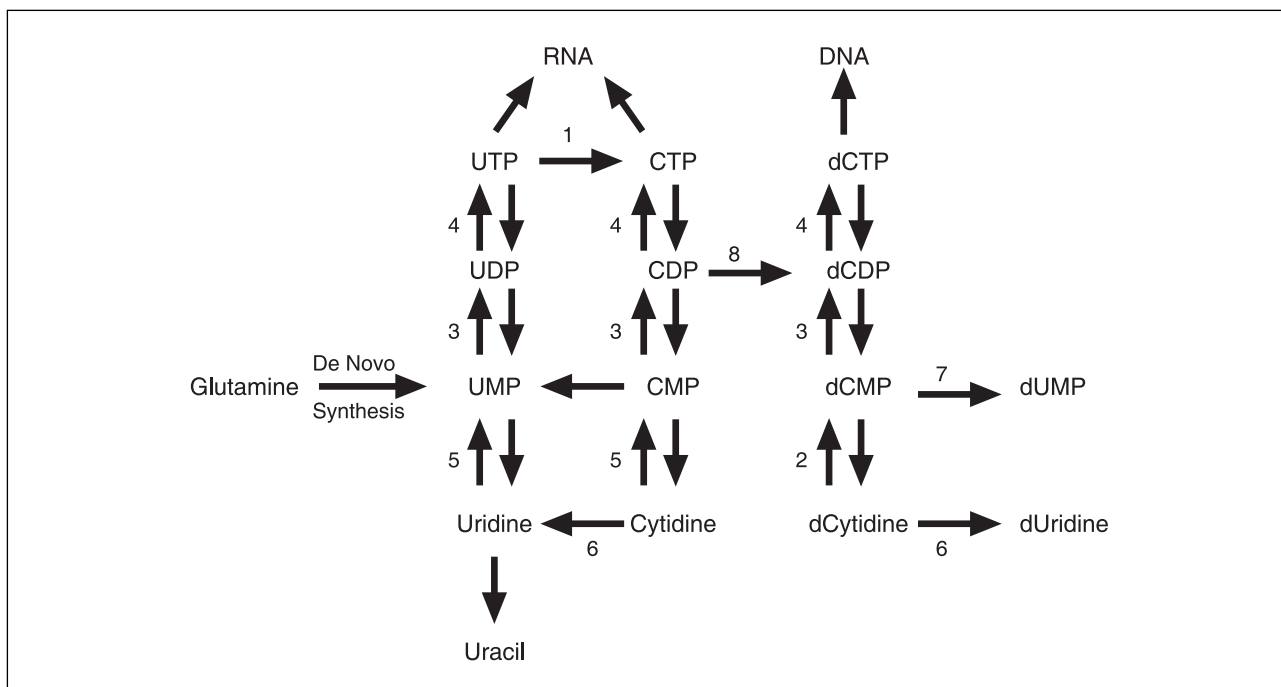 RNA DNA
1
UTP CTP dCTP
4 4 4
8
UDP CDP dCDP
3 3 3
De Novo
7
Glutamine UMP CMP dCMP dUMP
Synthesis
5 5 2
Uridine Cytidine dCytidine dUridine
6 6
Uracil